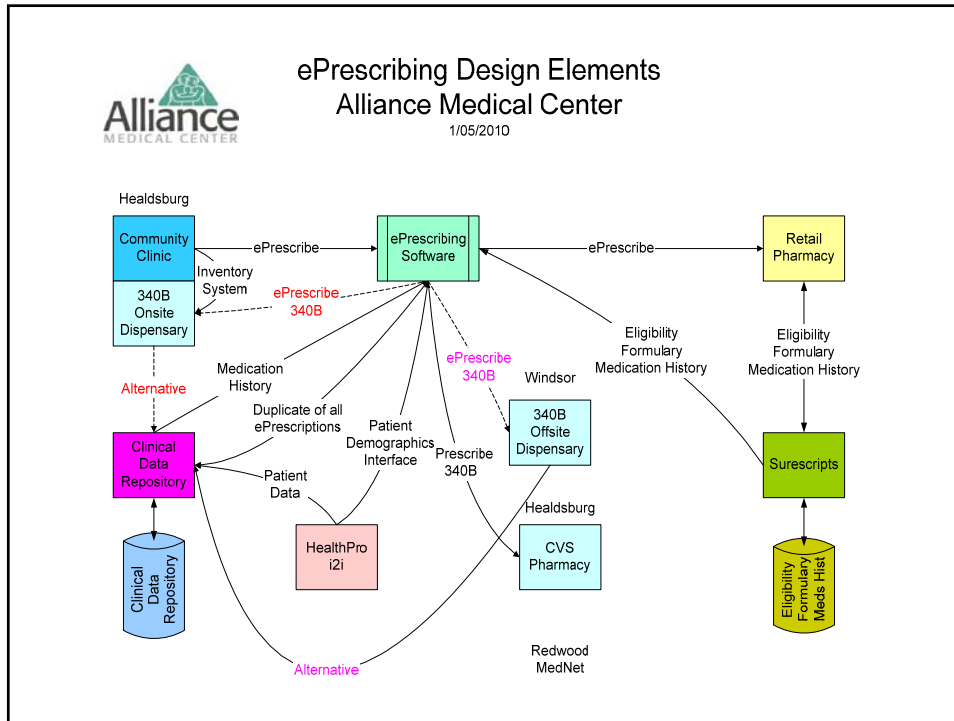 ePrescribing Design Elements
Alliance Medical Center
1/05/2010
Alliance
MEDICAL CENTER
Healdsburg
Community
Clinic
ePrescribe
ePrescribing
Software
ePrescribe
Retail
Pharmacy
Inventory
System
340B
Onsite
Dispensary
ePrescribe
340B
Eligibility
Formulary
Medication History
Eligibility
Formulary
Medication History
Medication
History
ePrescribe
340B
Windsor
Alternative
Duplicate of all
ePrescriptions
Patient
Demographics
Interface
Prescribe
340B
340B
Offsite
Dispensary
Clinical
Data
Repository
Surescripts
Patient
Data
Healdsburg
HealthPro
i2i
CVS
Pharmacy
Clinical
Data
Repository
Eligibility
Formulary
Meds Hist
Alternative
Redwood
MedNet